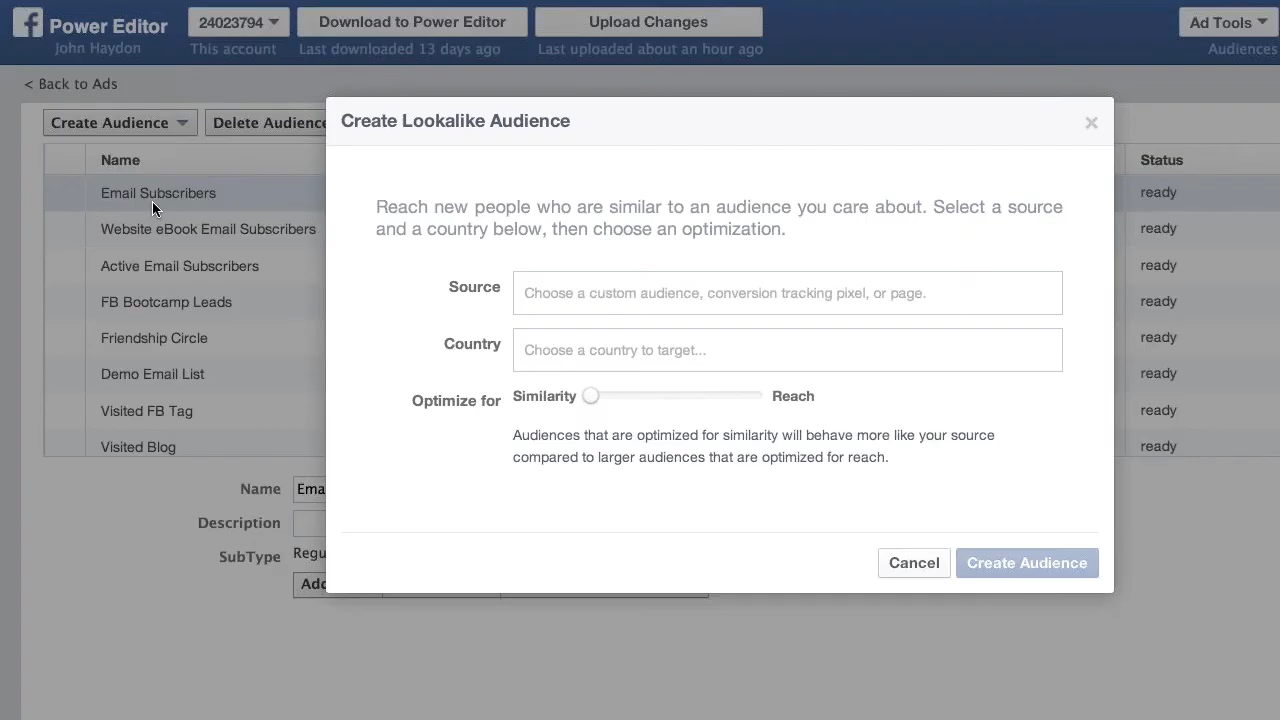 Power Editor
John Haydon
24023794
This account
Download to Power Editor
Last downloaded 13 days ago
Upload Changes
Last uploaded about an hour ago
Ad Tools
Audiences
< Back to Ads
Create Audience
Delete Audience
Name
Status
Email Subscribers
ready
Website eBook Email Subscribers
ready
Active Email Subscribers
ready
FB Bootcamp Leads
ready
Friendship Circle
ready
Demo Email List
ready
Visited FB Tag
ready
Visited Blog
ready
Create Lookalike Audience
×
Reach new people who are similar to an audience you care about. Select a source
and a country below, then choose an optimization.
Source
Choose a custom audience, conversion tracking pixel, or page.
Country
Choose a country to target...
Optimize for
Similarity
Reach
Audiences that are optimized for similarity will behave more like your source
compared to larger audiences that are optimized for reach.
Cancel
Create Audience
Name
Ema
Description
SubType
Regu
Add